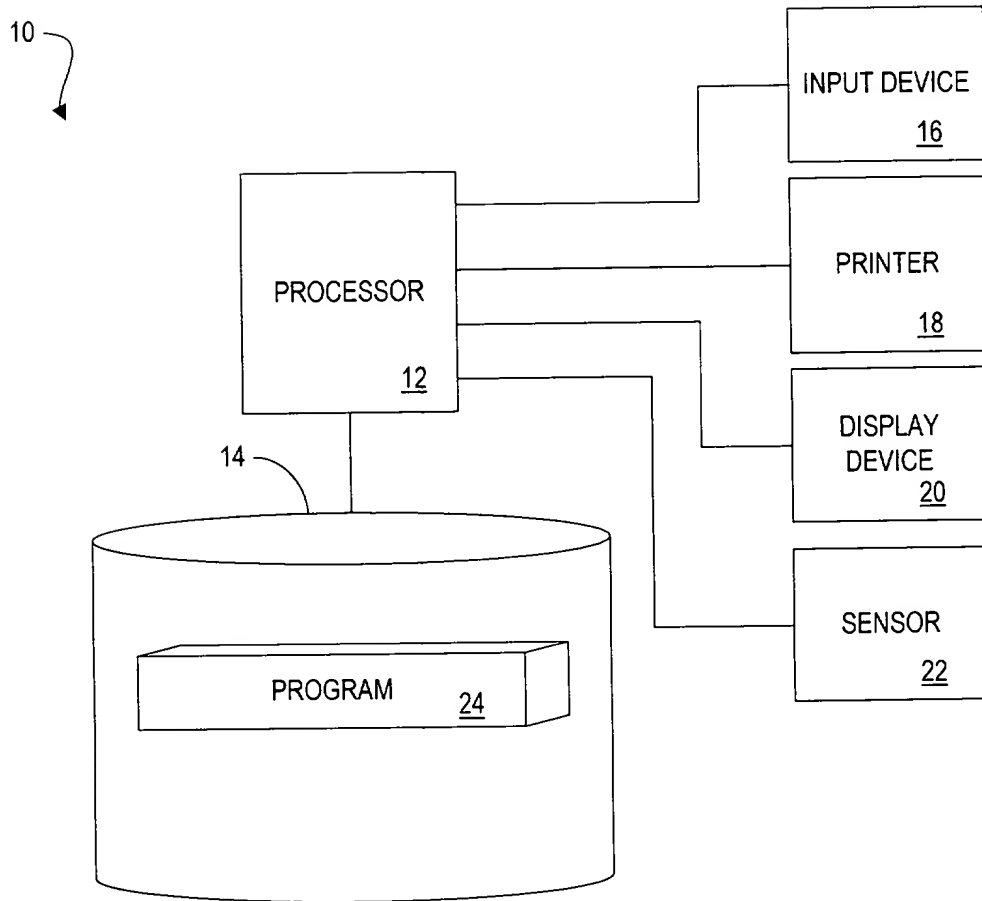 10
INPUT DEVICE
16
PROCESSOR
12
PRINTER
18
DISPLAY
DEVICE
20
14
SENSOR
22
PROGRAM
24